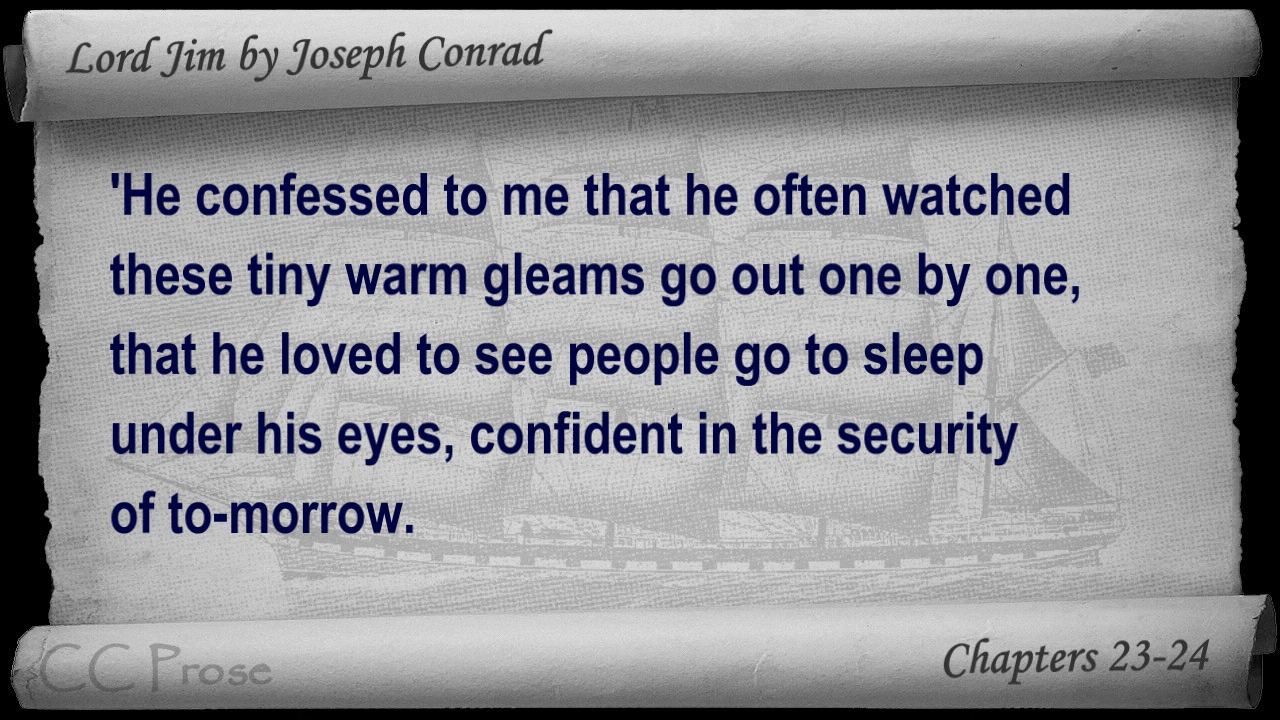 Lord Jim by Joseph Conrad
'He confessed to me that he often watched
these tiny warm gleams go out one by one,
that he loved to see people go to sleep
under his eyes, confident in the security
of to-morrow.
CC Prose
Chapters 23-24